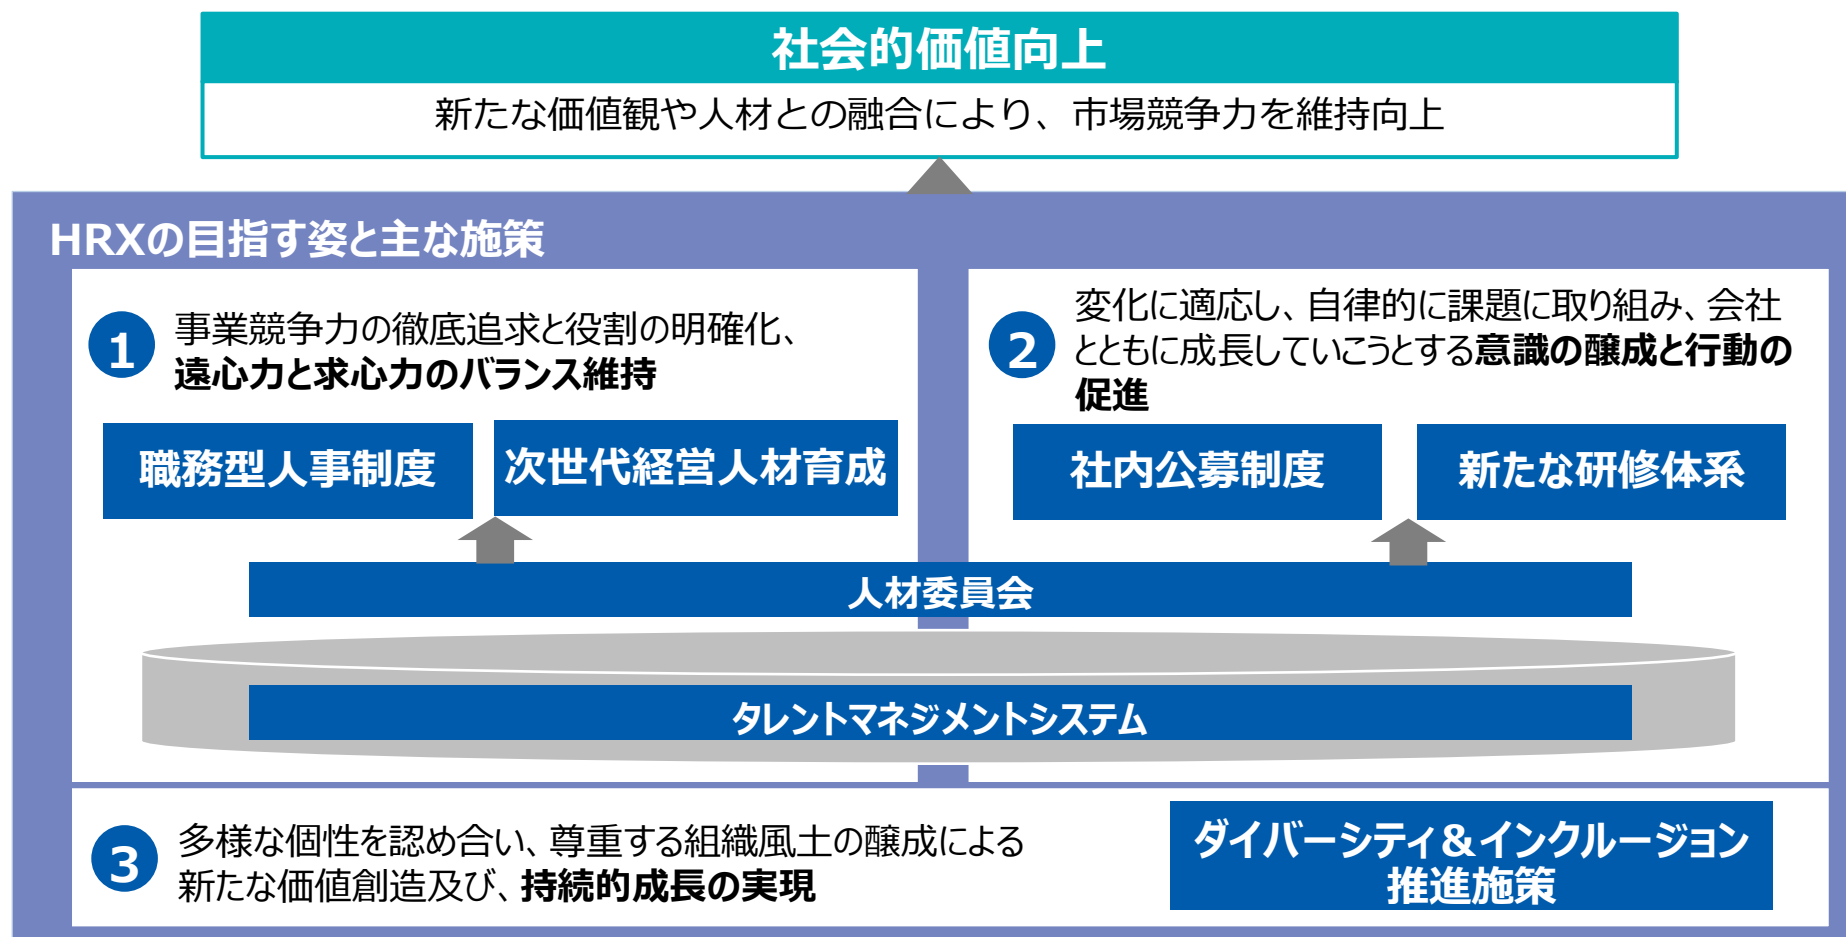 社会的価値向上
新たな価値観や人材との融合により、市場競争力を維持向上
HRXの目指す姿と主な施策
1
事業競争力の徹底追求と役割の明確化、
遠心力と求心力のバランス維持
職務型人事制度
次世代経営人材育成
2
変化に適応し、自律的に課題に取り組み、会社
とともに成長していこうとする意識の醸成と行動の
促進
社内公募制度
新たな研修体系
人材委員会
タレントマネジメントシステム
3
多様な個性を認め合い、尊重する組織風土の醸成による
新たな価値創造及び、持続的成長の実現
ダイバーシティ&インクルージョン
推進施策